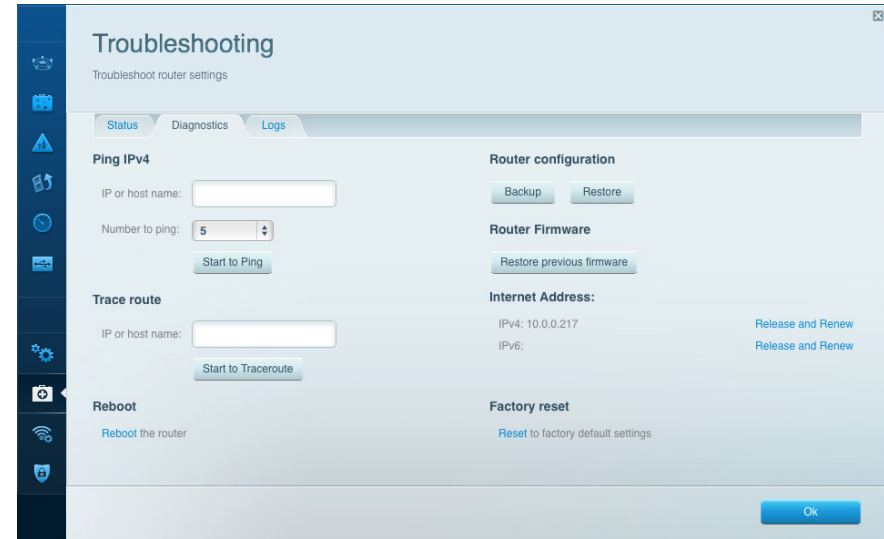 Troubleshooting
Troubleshoot router settings
Status
Diagnostics
Logs
Ping IPv4
IP or host name:
Number to ping:
5
Start to Ping
Trace route
IP or host name:
Start to Traceroute
Reboot
Reboot the router
Router configuration
Backup
Restore
Router Firmware
Restore previous firmware
Internet Address:
IPv4: 10.0.0.217
Release and Renew
IPv6:
Release and Renew
Factory reset
Reset to factory default settings
Ok